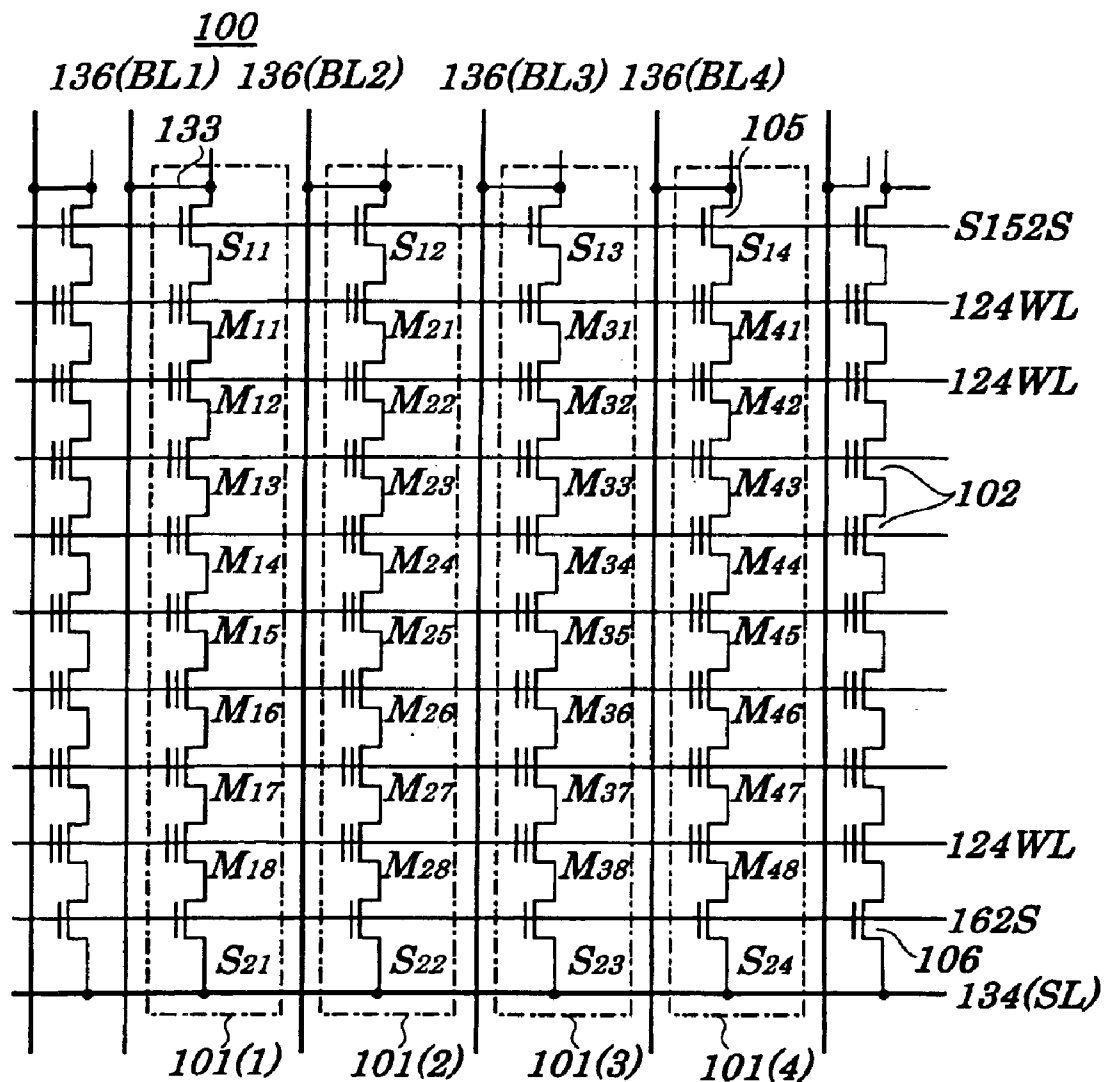 100
136(BL1) 136(BL2) 136(BL3) 136(BL4)
133 105
S11 S12 S13 S14 S152S
124WL
M11 M21 M31 M41
124WL
M12 M22 M32 M42
M13 M23 M33 M43 102
M14 M24 M34 M44
M15 M25 M35 M45
M16 M26 M36 M46
M17 M27 M37 M47
124WL
M18 M28 M38 M48
162S
S21 S22 S23 S24 106
134(SL)
101(1) 101(2) 101(3) 101(4)